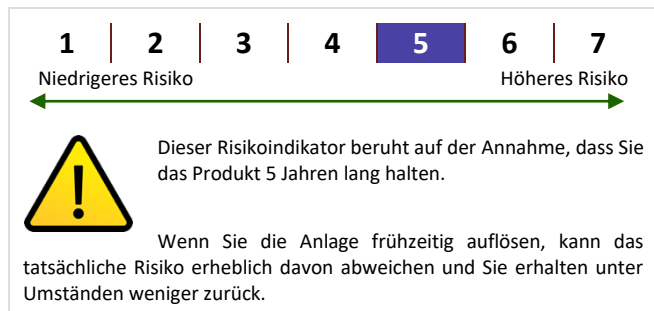 1 2 3 4 5 6 7
Niedrigeres Risiko Höheres Risiko
Dieser Risikoindikator beruht auf der Annahme, dass Sie
das Produkt 5 Jahren lang halten.
Wenn Sie die Anlage frühzeitig auflösen, kann das
tatsächliche Risiko erheblich davon abweichen und Sie erhalten unter
Umständen weniger zurück.